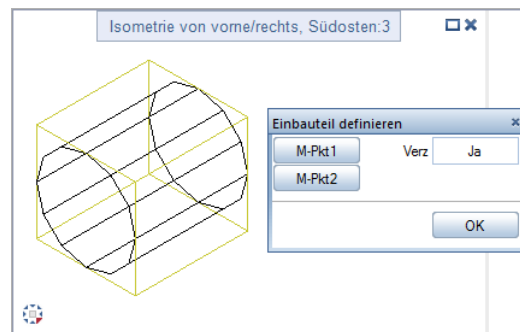 Isometrie von vorne/rechts, Südosten:3
Einbauteil definieren
M-Pkt1 Verz Ja
M-Pkt2
OK